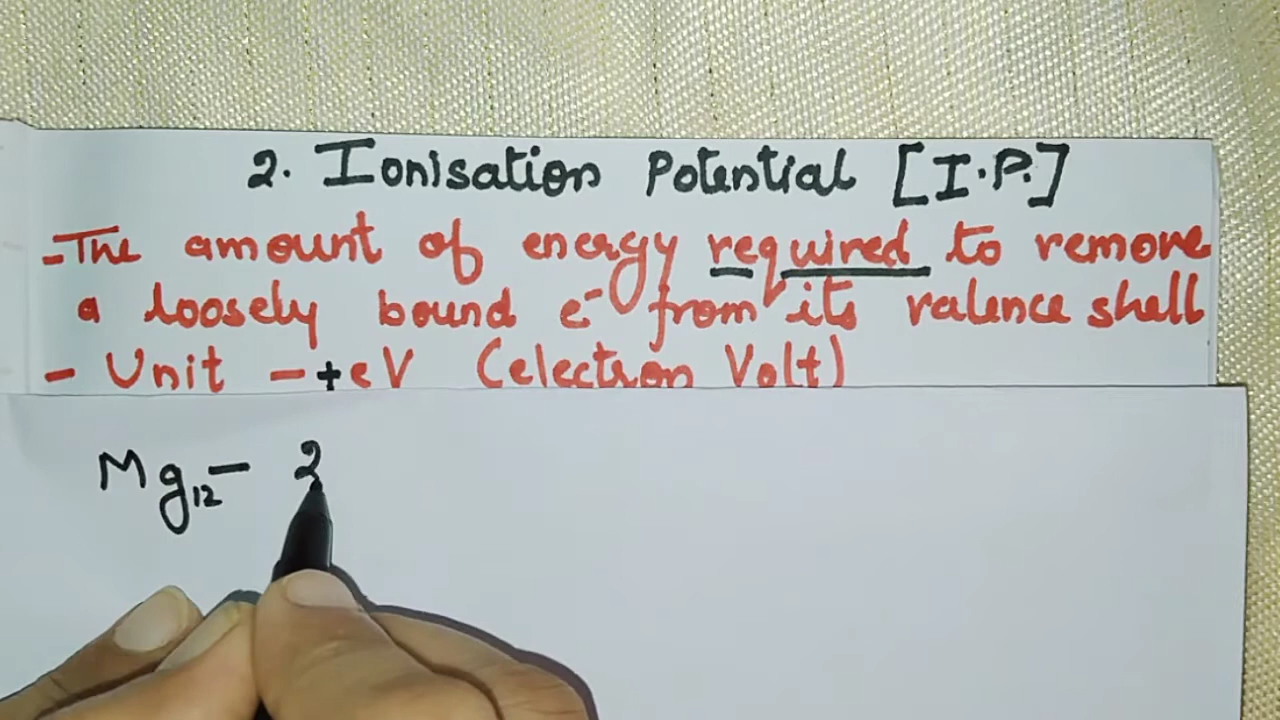 2. Ionisation Potential [I.P.]
- The amount of energy required to remove
a loosely bound e⁻ from its valence shell
- Unit - +eV (electron Volt)
Mg₁₂ - 2